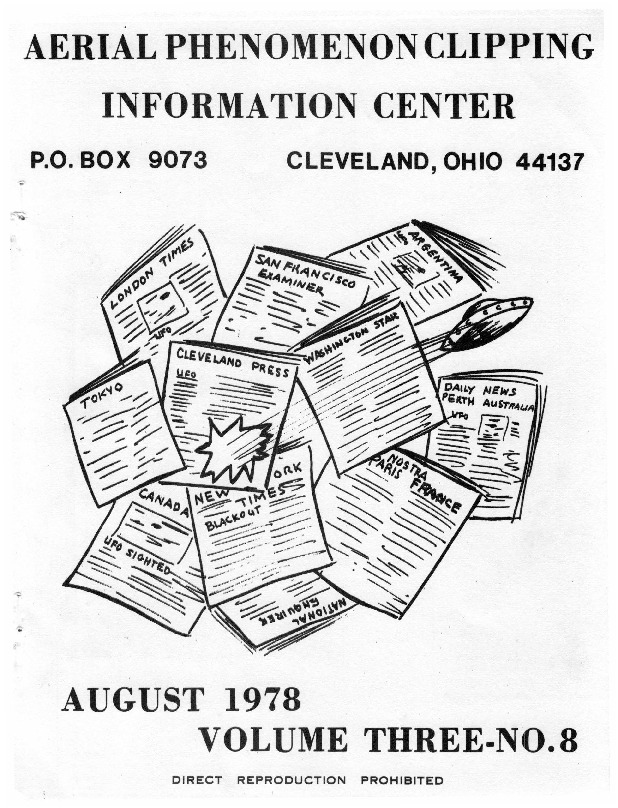 AERIAL PHENOMENON CLIPPING
INFORMATION CENTER
P.O. BOX 9073 CLEVELAND, OHIO 44137
LONDON TIMES
UFO
SAN FRANCISCO
EXAMINER
ARGENTINA
CLEVELAND PRESS
UFO
WASHINGTON STAR
TOKYO
DAILY NEWS
PERTH AUSTRALIA
UFO
NOSTRA
PARIS FRANCE
CANADA
UFO SIGHTED
NEW YORK
TIMES
BLACKOUT
NATIONAL
ENQUIRER
AUGUST 1978
VOLUME THREE-NO.8
DIRECT REPRODUCTION PROHIBITED